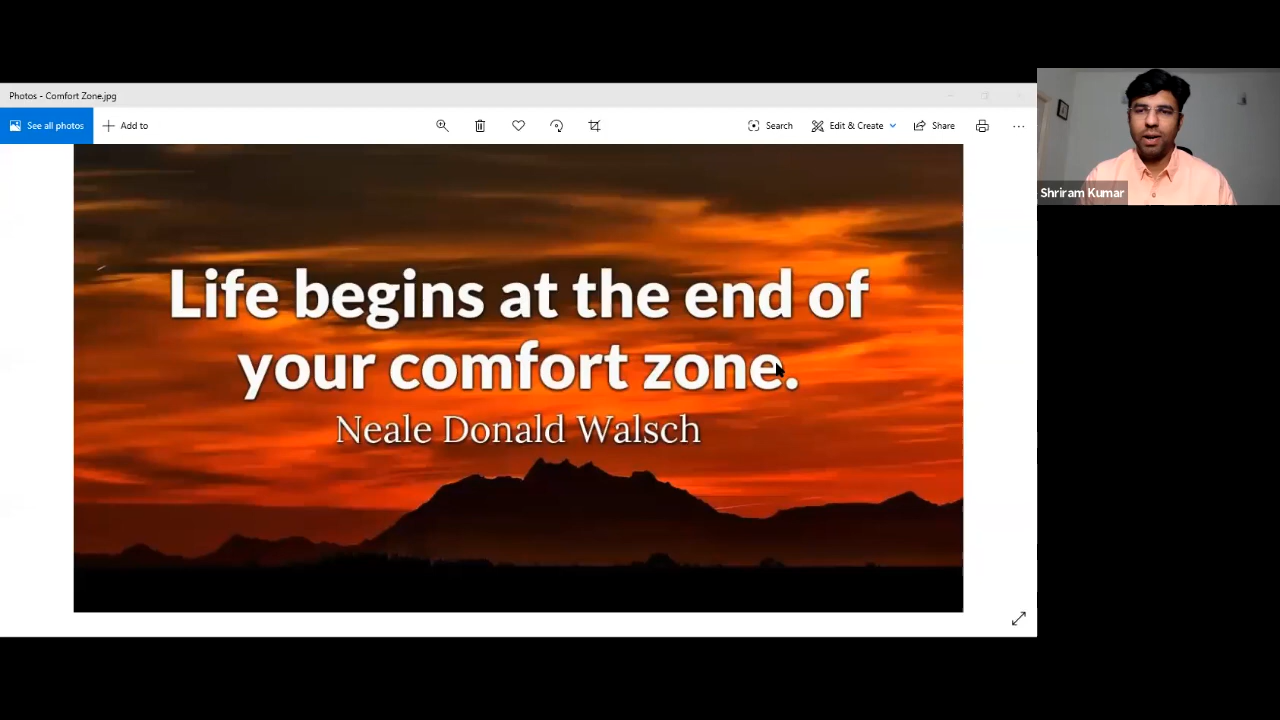 Photos - Comfort Zone.jpg
See all photos
Add to
Search
Edit & Create
Share
Life begins at the end of
your comfort zone.
Neale Donald Walsch
Shriram Kumar